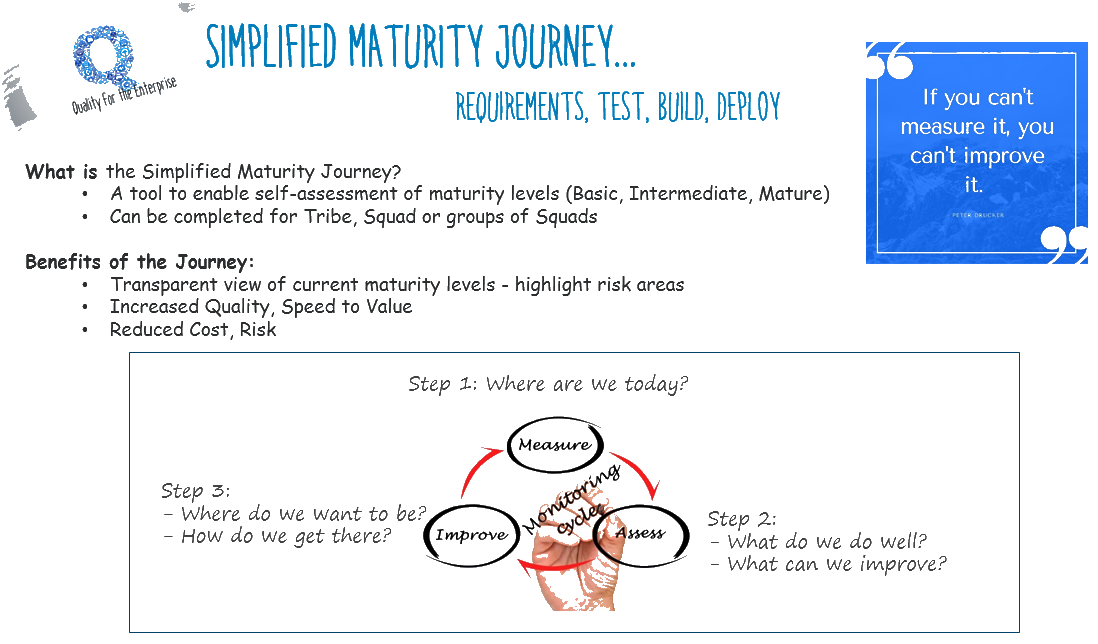 Quality for the Enterprise
SIMPLIFIED MATURITY JOURNEY...
REQUIREMENTS, TEST, BUILD, DEPLOY
“
If you can't
measure it, you
can't improve
it.
PETER DRUCKER
”
What is the Simplified Maturity Journey?
• A tool to enable self-assessment of maturity levels (Basic, Intermediate, Mature)
• Can be completed for Tribe, Squad or groups of Squads
Benefits of the Journey:
• Transparent view of current maturity levels - highlight risk areas
• Increased Quality, Speed to Value
• Reduced Cost, Risk
Step 1: Where are we today?
Measure
Monitoring
cycle
Assess
Improve
Step 2:
- What do we do well?
- What can we improve?
Step 3:
- Where do we want to be?
- How do we get there?